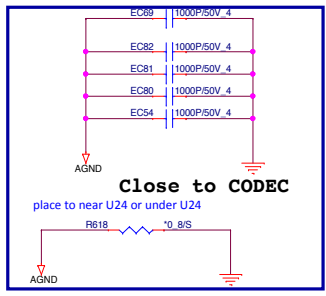 EC69 1000P/50V_4
EC82 1000P/50V_4
EC81 1000P/50V_4
EC80 1000P/50V_4
EC54 1000P/50V_4
AGND
Close to CODEC
place to near U24 or under U24
R618 *0_8/S
AGND